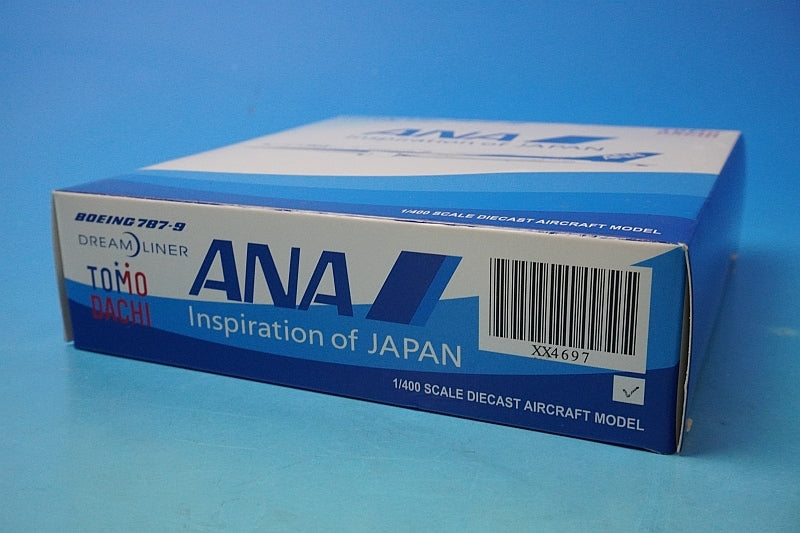 ANA
Inspiration of JAPAN
1/400 SCALE DIECAST AIRCRAFT MODEL
BOEING 787-9
DREAMLINER
TOMO
DACHI
ANA
Inspiration of JAPAN
XX4697
1/400 SCALE DIECAST AIRCRAFT MODEL